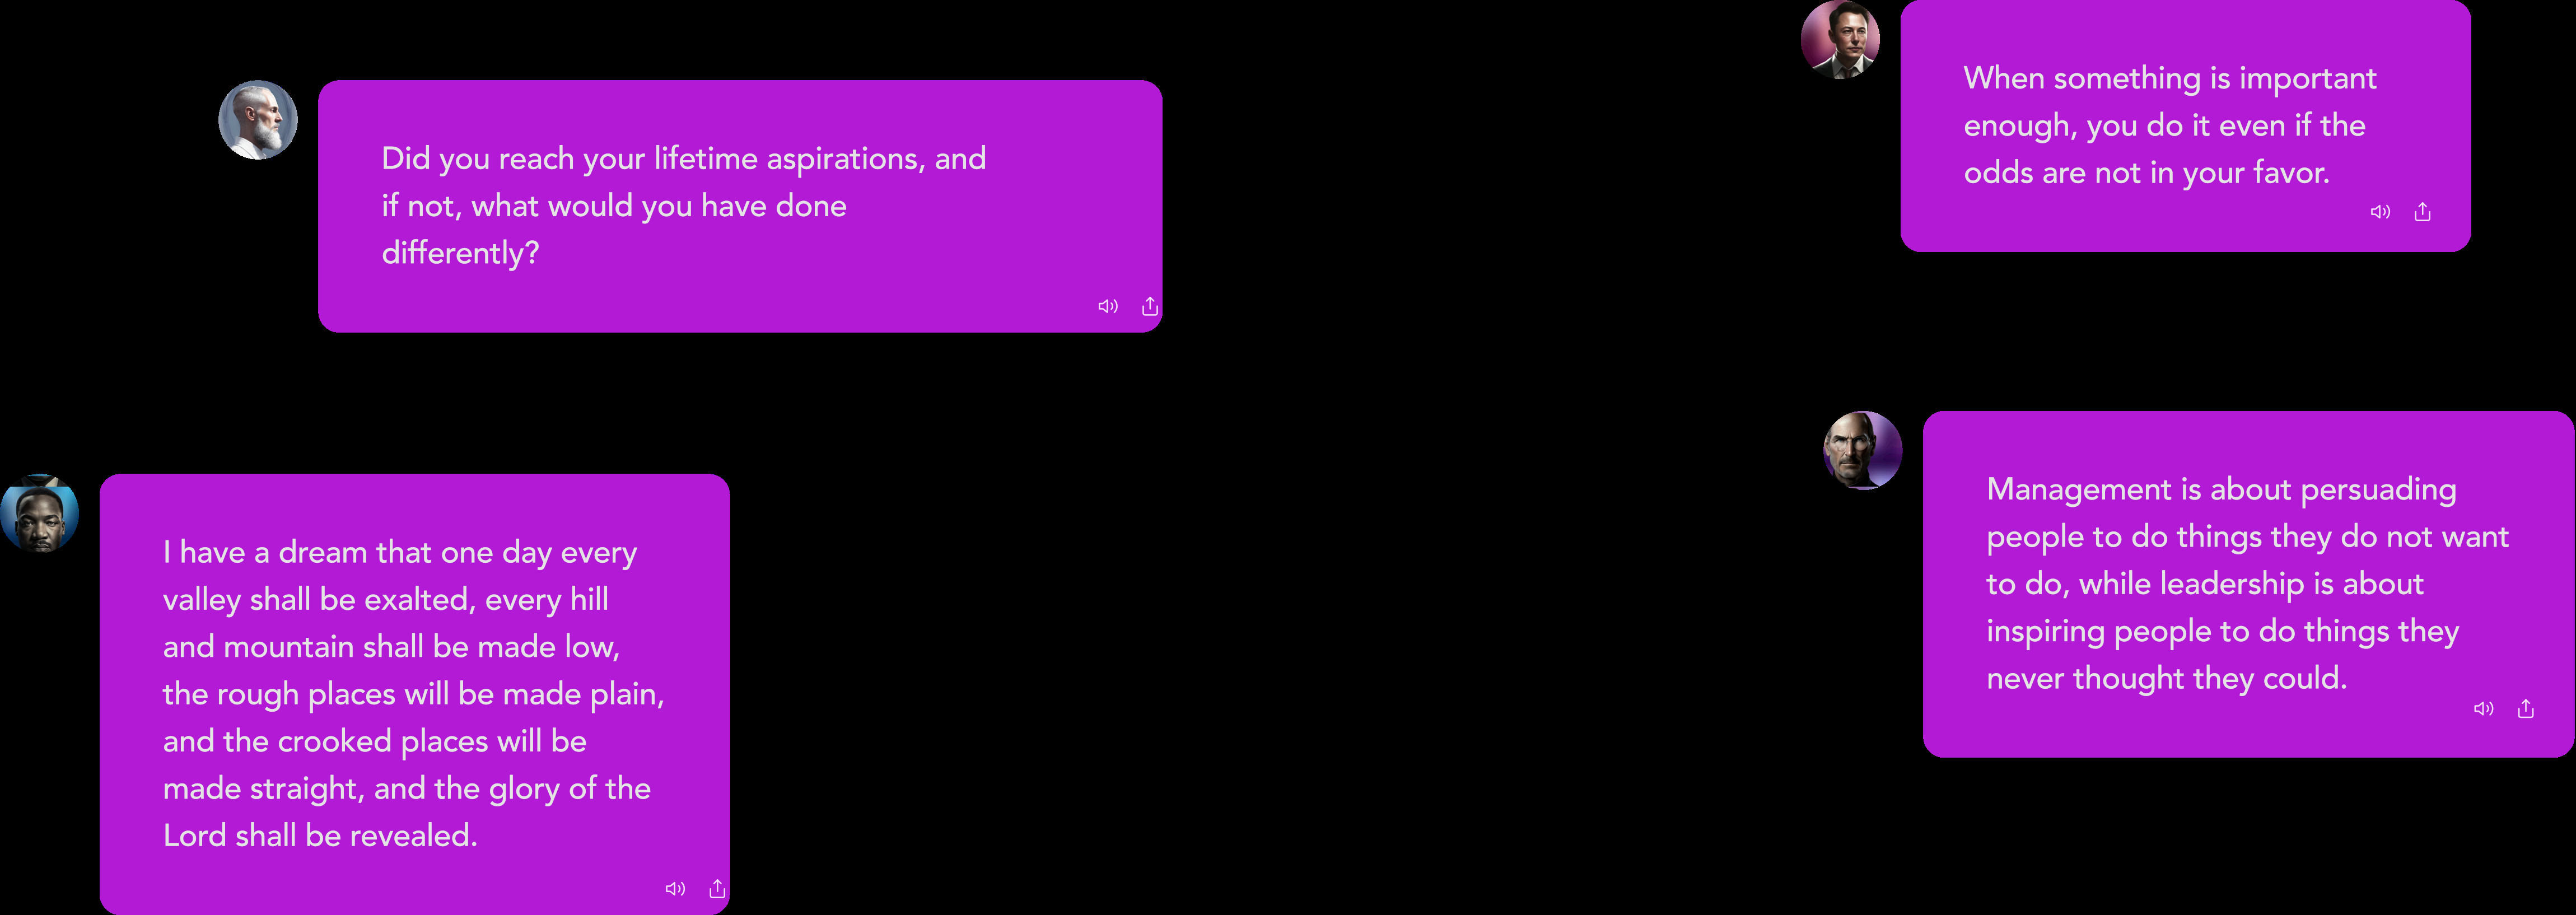 Did you reach your lifetime aspirations, and
if not, what would you have done
differently?
I have a dream that one day every
valley shall be exalted, every hill
and mountain shall be made low,
the rough places will be made plain,
and the crooked places will be
made straight, and the glory of the
Lord shall be revealed.
When something is important
enough, you do it even if the
odds are not in your favor.
Management is about persuading
people to do things they do not want
to do, while leadership is about
inspiring people to do things they
never thought they could.